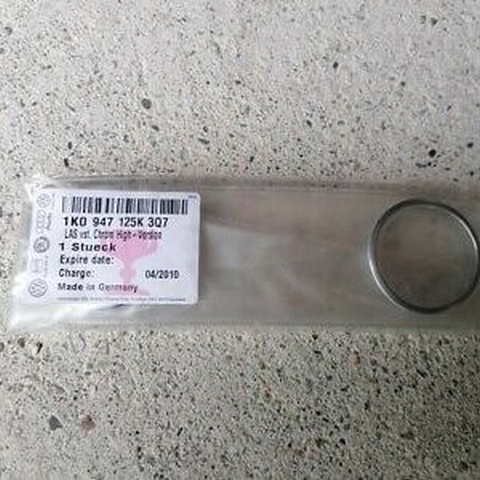 1K0 947 125K 3Q7
LAS vst. Chrom High - Version
1 Stueck
Expire date:
Charge: 04/2010
Made in Germany